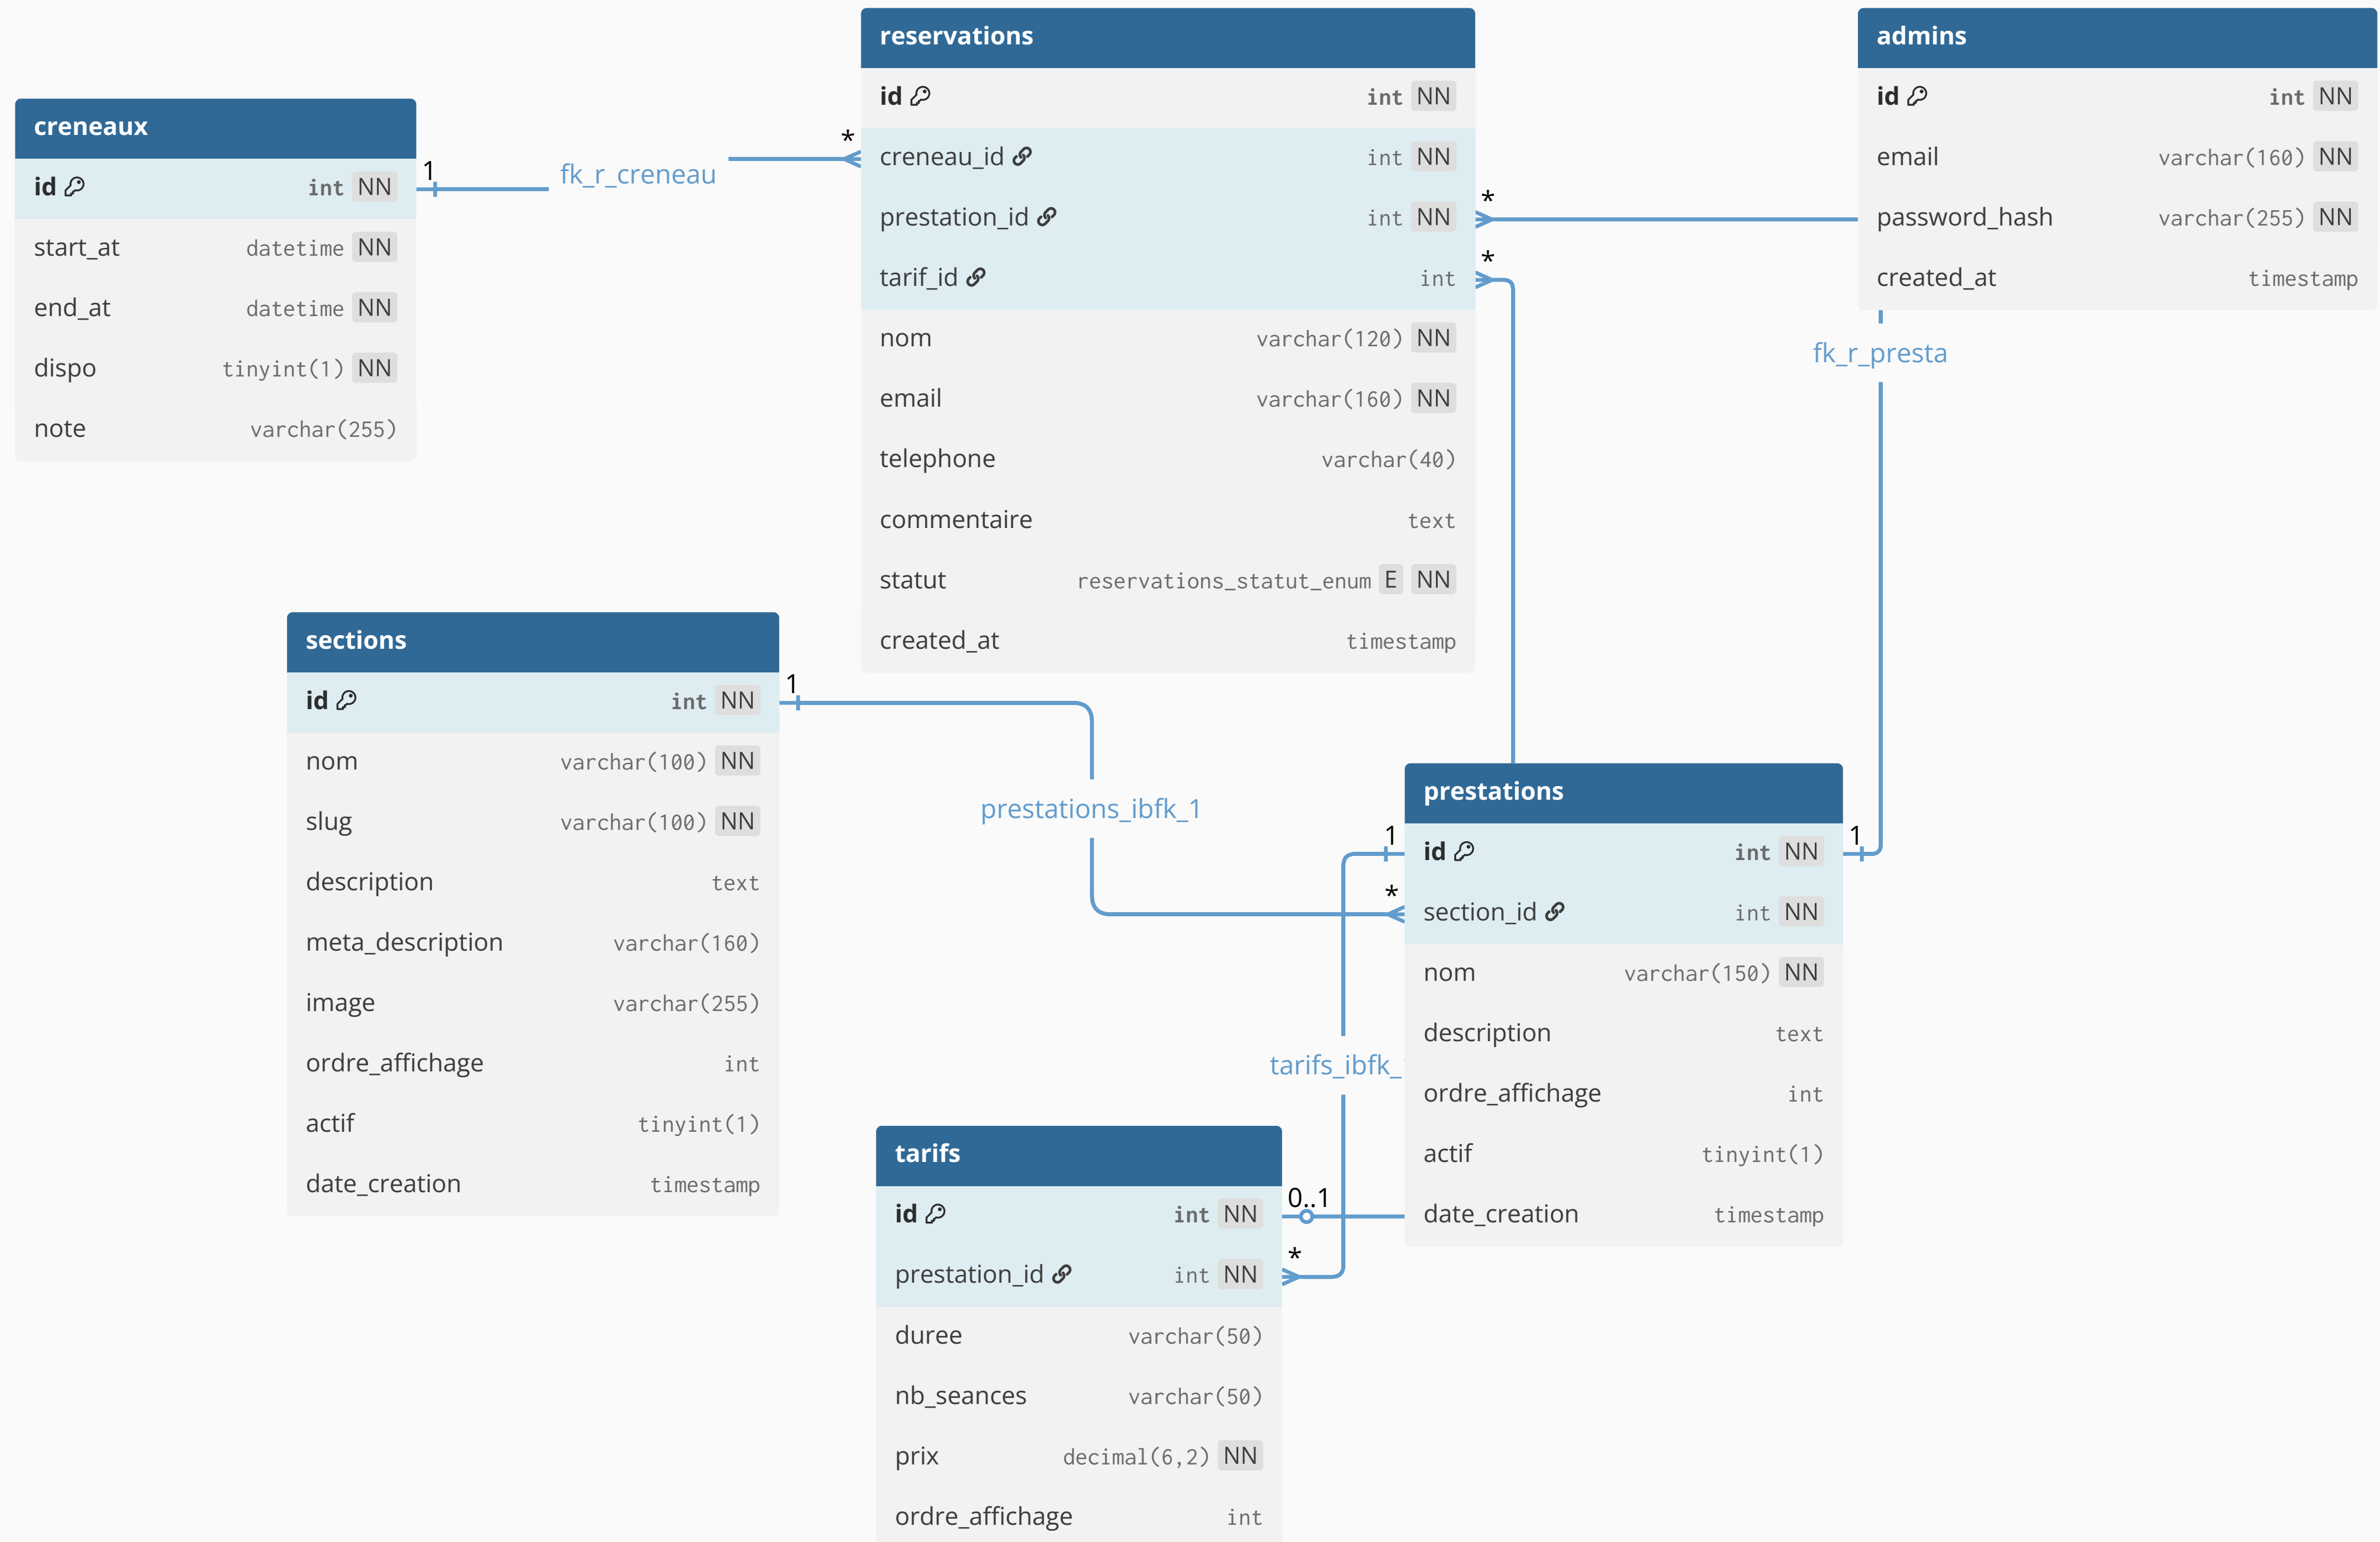 creneaux
id int NN
start_at datetime NN
end_at datetime NN
dispo tinyint(1) NN
note varchar(255)
1
fk_r_creneau
*
reservations
id int NN
creneau_id int NN
prestation_id int NN
tarif_id int
nom varchar(120) NN
email varchar(160) NN
telephone varchar(40)
commentaire text
statut reservations_statut_enum E NN
created_at timestamp
*
*
admins
id int NN
email varchar(160) NN
password_hash varchar(255) NN
created_at timestamp
fk_r_presta
sections
id int NN
nom varchar(100) NN
slug varchar(100) NN
description text
meta_description varchar(160)
image varchar(255)
ordre_affichage int
actif tinyint(1)
date_creation timestamp
1
prestations_ibfk_1
1
*
prestations
id int NN
section_id int NN
nom varchar(150) NN
description text
ordre_affichage int
actif tinyint(1)
date_creation timestamp
1
tarifs_ibfk_
tarifs
id int NN
prestation_id int NN
duree varchar(50)
nb_seances varchar(50)
prix decimal(6,2) NN
ordre_affichage int
0..1
*